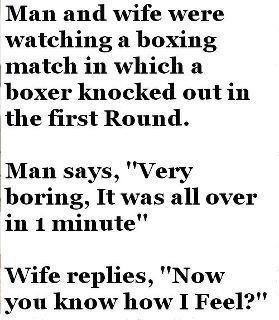 Man and wife were
watching a boxing
match in which a
boxer knocked out in
the first Round.
Man says, "Very
boring, It was all over
in 1 minute"
Wife replies, "Now
you know how I Feel?"